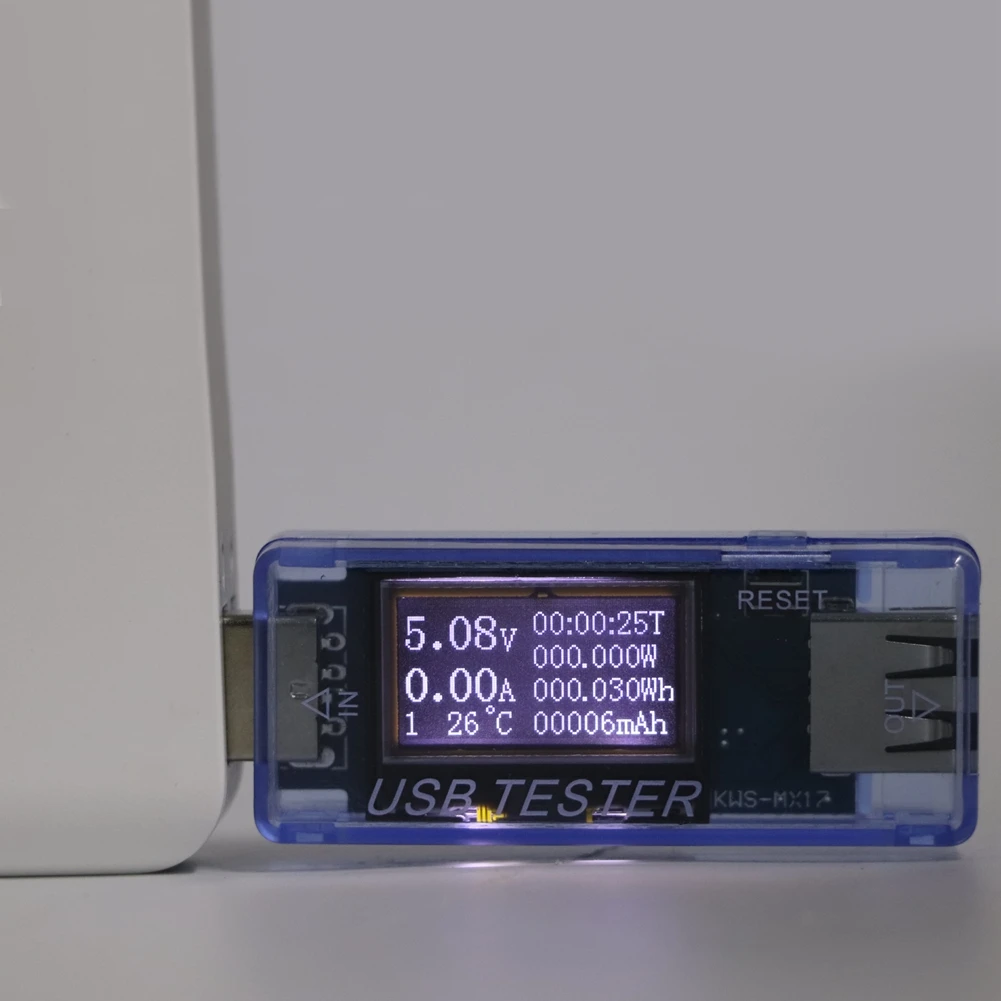 RESET
5.08V
00:00:25T
000.000W
0.00A
000.030Wh
1 26°C
00006mAh
IN
OUT
USB TESTER
KWS-MX17